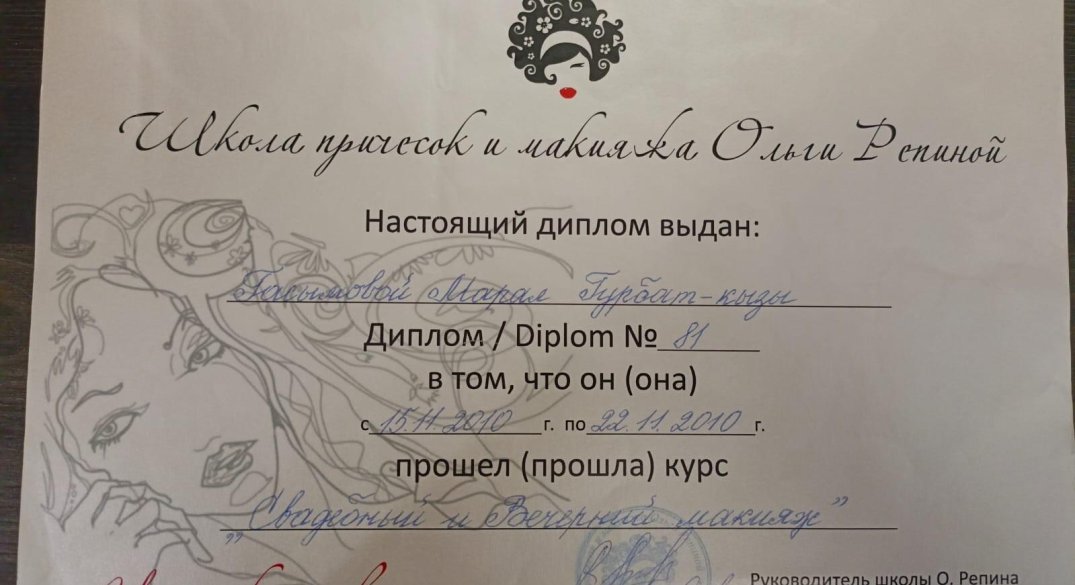 Школа причесок и макияжа Ольги Репиной
Настоящий диплом выдан:
Гасымовой Марал Гурбат-кызы
Диплом / Diplom № 81
в том, что он (она)
с 15.11.2010 г. по 22.11.2010 г.
прошел (прошла) курс
"Свадебный и Вечерний макияж"
Руководитель школы О. Репина